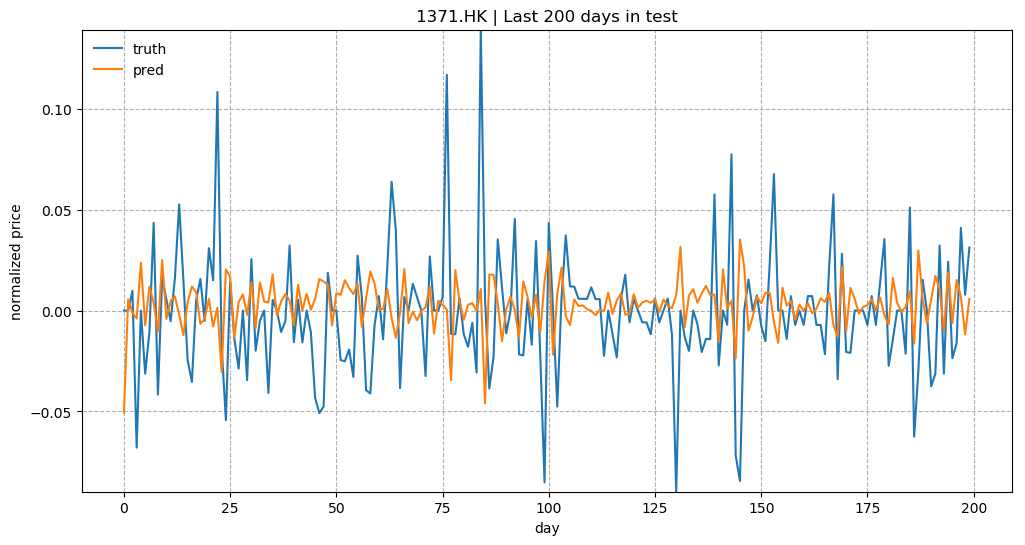 1371.HK | Last 200 days in test
truth
pred
normalized price
0.10
0.05
0.00
−0.05
0 25 50 75 100 125 150 175 200
day